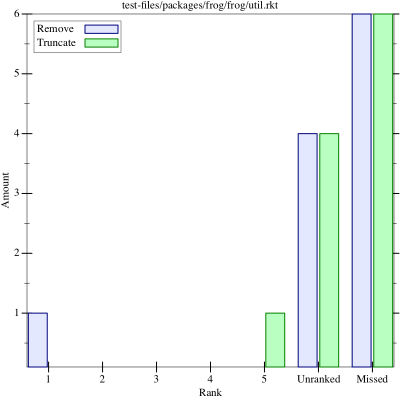 test-files/packages/frog/frog/util.rkt
Remove
Truncate
6
5
4
3
2
1
Amount
1 2 3 4 5 Unranked Missed
Rank